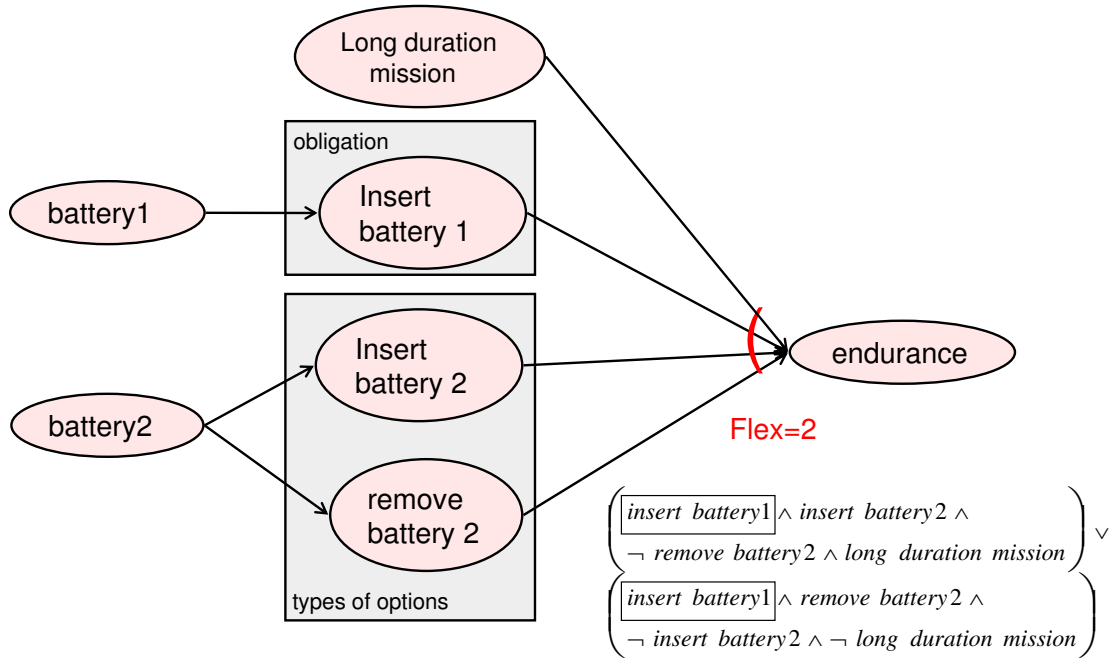 Long duration
mission
obligation
battery1
Insert
battery 1
Insert
battery 2
endurance
battery2
Flex=2
remove
battery 2
types of options
( insert battery1 ∧ insert battery2 ∧
¬ remove battery2 ∧ long duration mission ) ∨
( insert battery1 ∧ remove battery2 ∧
¬ insert battery2 ∧ ¬ long duration mission )